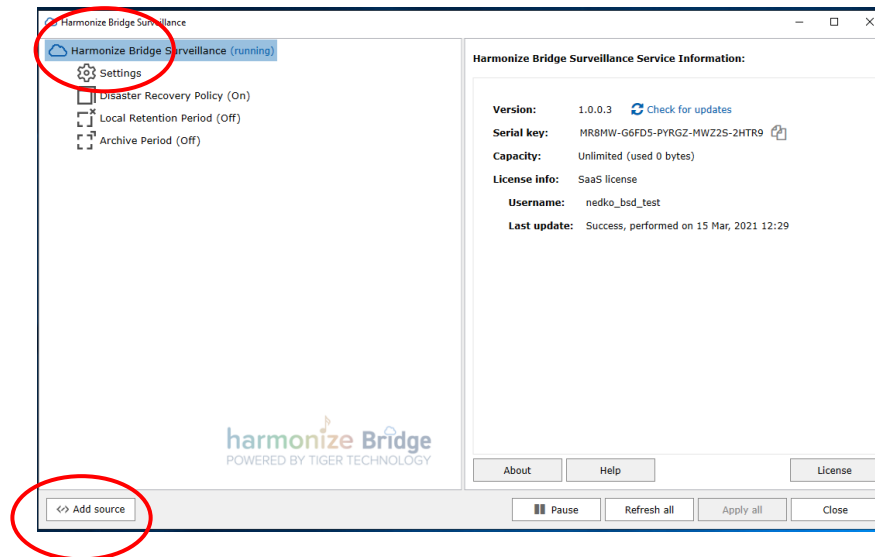 Harmonize Bridge Surveillance
Harmonize Bridge Surveillance (running)
Settings
Disaster Recovery Policy (On)
Local Retention Period (Off)
Archive Period (Off)
harmonize Bridge
POWERED BY TIGER TECHNOLOGY
Harmonize Bridge Surveillance Service Information:
Version: 1.0.0.3 Check for updates
Serial key: MR8MW-G6FD5-PYRGZ-MWZ2S-2HTR9
Capacity: Unlimited (used 0 bytes)
License info: SaaS license
Username: nedko_bsd_test
Last update: Success, performed on 15 Mar, 2021 12:29
About Help License
Add source Pause Refresh all Apply all Close